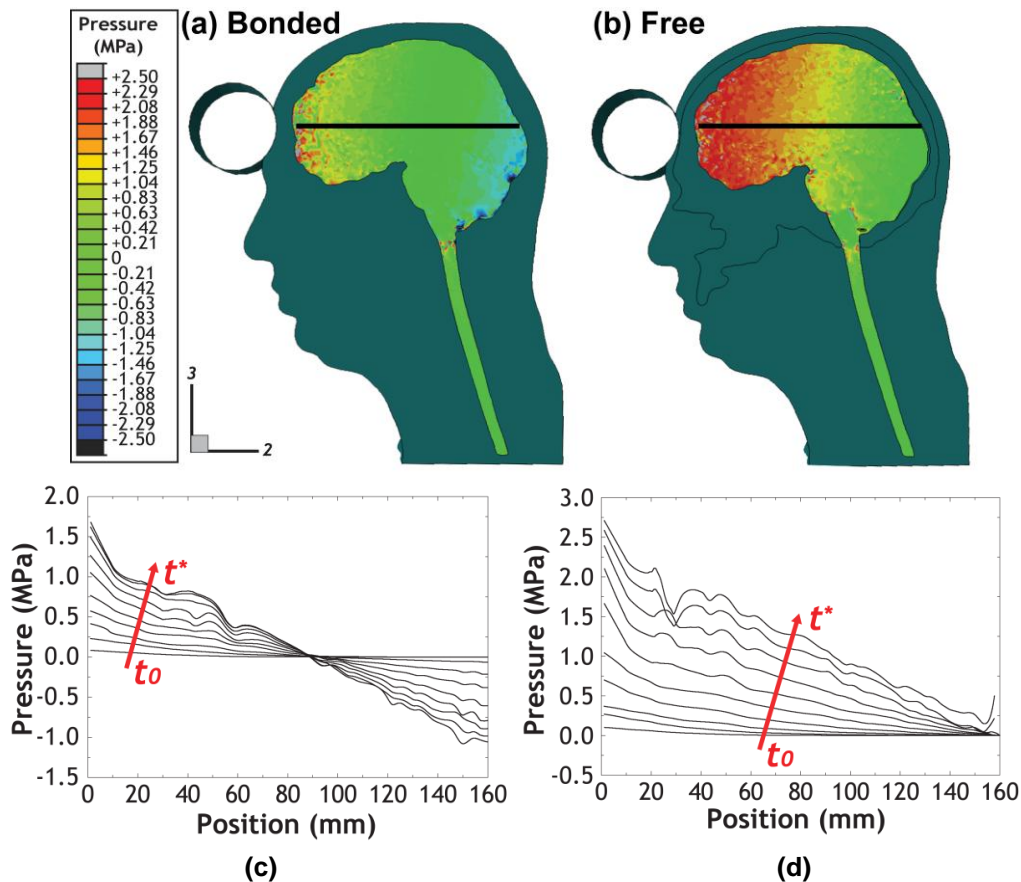 Pressure
(MPa)
+2.50
+2.29
+2.08
+1.88
+1.67
+1.46
+1.25
+1.04
+0.83
+0.63
+0.42
+0.21
0
-0.21
-0.42
-0.63
-0.83
-1.04
-1.25
-1.46
-1.67
-1.88
-2.08
-2.29
-2.50
(a) Bonded
(b) Free
3
2
2.0
1.5
1.0
0.5
0.0
-0.5
-1.0
-1.5
Pressure (MPa)
t*
t0
0 20 40 60 80 100 120 140 160
Position (mm)
(c)
3.0
2.5
2.0
1.5
1.0
0.5
0.0
-0.5
Pressure (MPa)
t*
t0
0 20 40 60 80 100 120 140 160
Position (mm)
(d)